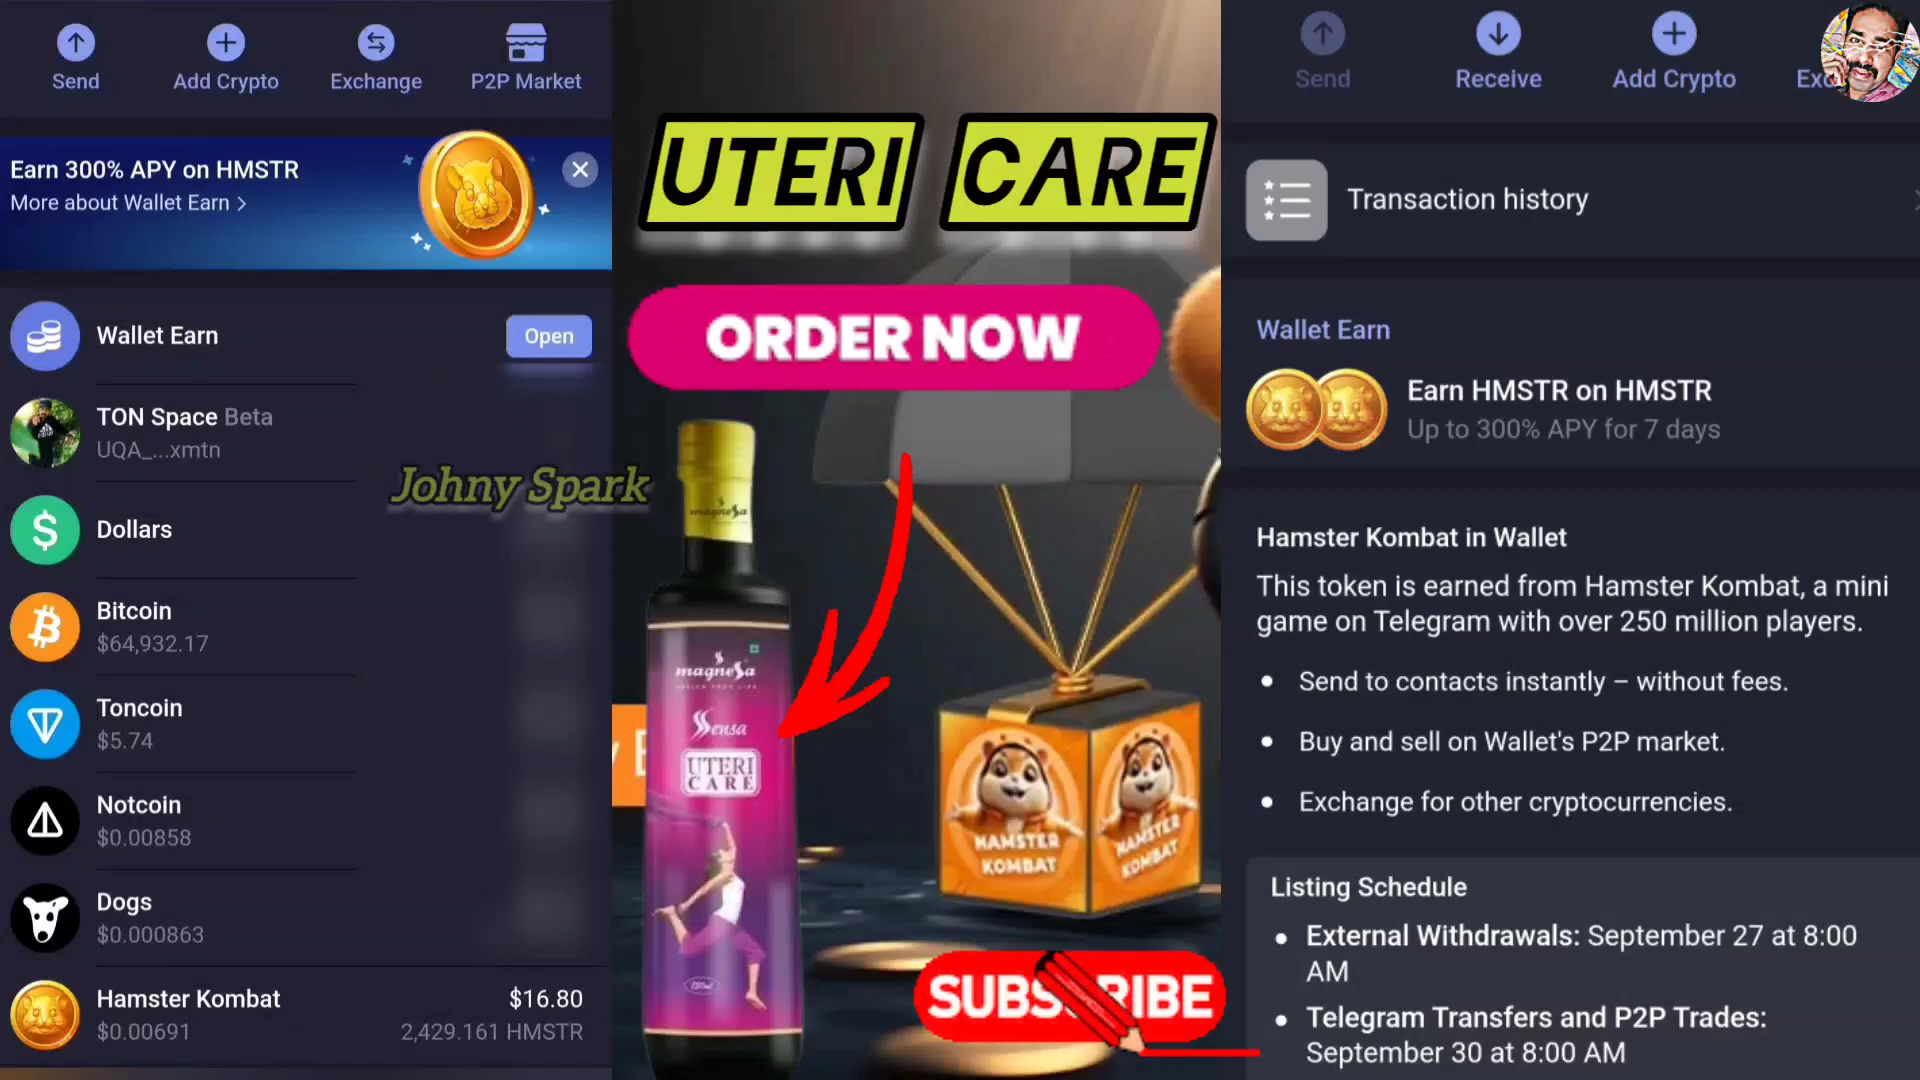 Send
Add Crypto
Exchange
P2P Market
Earn 300% APY on HMSTR
More about Wallet Earn >
Wallet Earn
Open
TON Space Beta
UQA_...xmtn
Dollars
Bitcoin
$64,932.17
Toncoin
$5.74
Notcoin
$0.00858
Dogs
$0.000863
Hamster Kombat
$16.80
$0.00691
2,429.161 HMSTR
Johny Spark
UTERI CARE
ORDER NOW
magnessa
magnessa
Sensa
UTERI
CARE
HAMSTER
KOMBAT
HAMSTER
KOMBAT
SUBSCRIBE
Send
Receive
Add Crypto
Transaction history
Wallet Earn
Earn HMSTR on HMSTR
Up to 300% APY for 7 days
Hamster Kombat in Wallet
This token is earned from Hamster Kombat, a mini
game on Telegram with over 250 million players.
• Send to contacts instantly – without fees.
• Buy and sell on Wallet's P2P market.
• Exchange for other cryptocurrencies.
Listing Schedule
• External Withdrawals: September 27 at 8:00
AM
• Telegram Transfers and P2P Trades:
September 30 at 8:00 AM